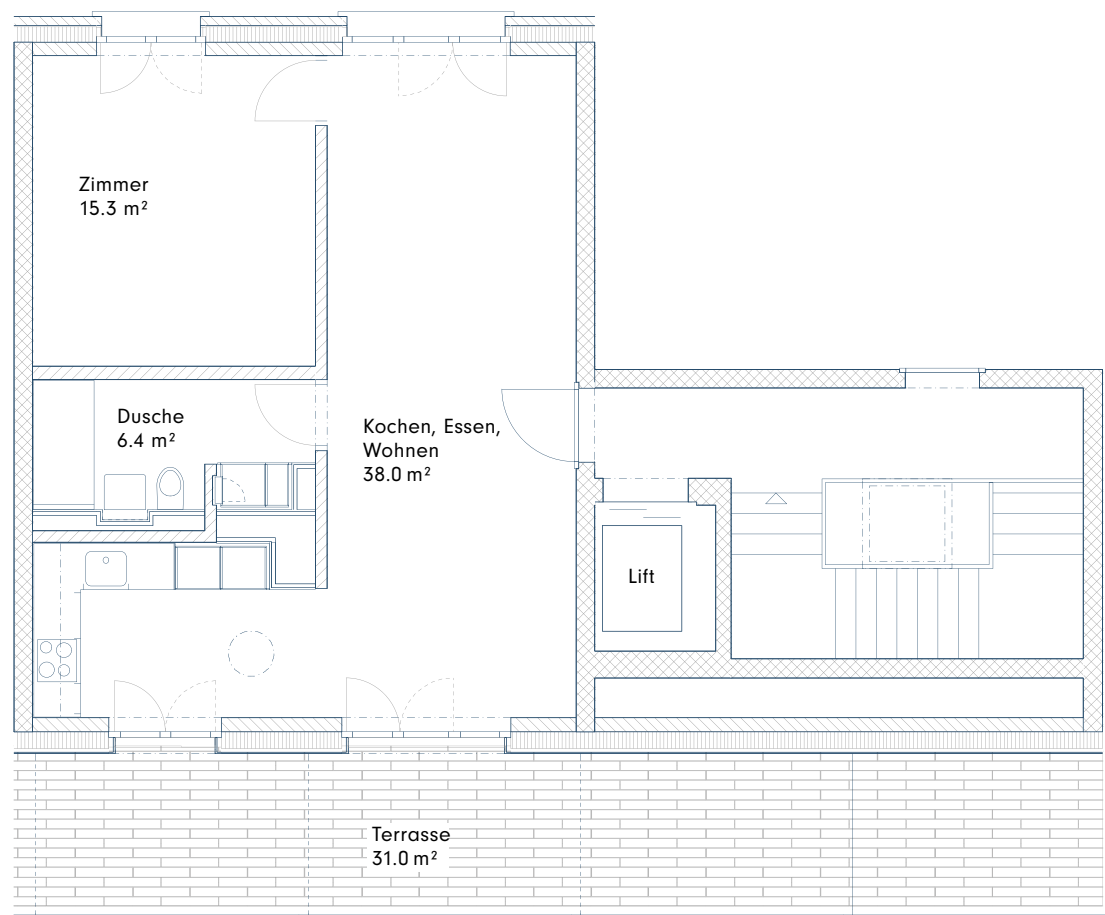 Zimmer
15.3 m²
Dusche
6.4 m²
Kochen, Essen,
Wohnen
38.0 m²
Lift
Terrasse
31.0 m²